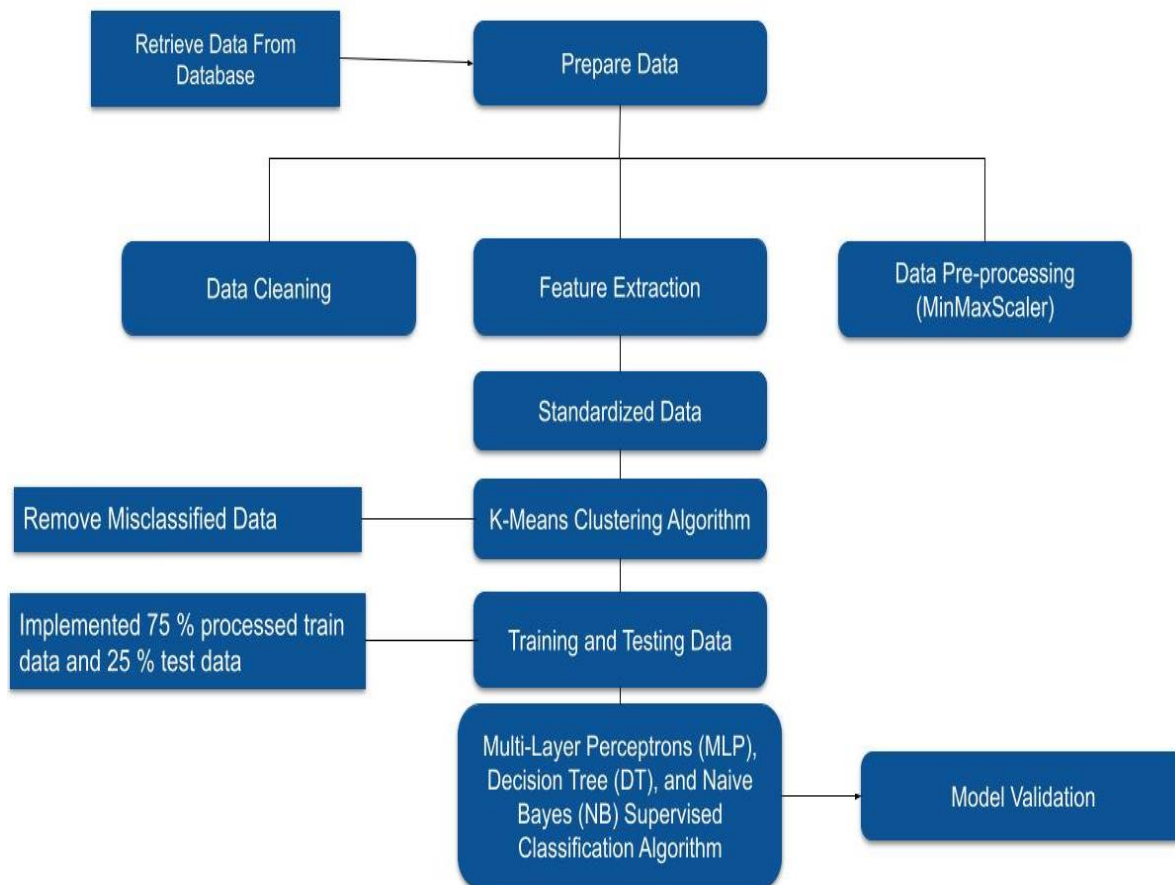 Retrieve Data From
Database
Prepare Data
Data Cleaning
Feature Extraction
Data Pre-processing
(MinMaxScaler)
Standardized Data
Remove Misclassified Data
K-Means Clustering Algorithm
Implemented 75 % processed train
data and 25 % test data
Training and Testing Data
Multi-Layer Perceptrons (MLP),
Decision Tree (DT), and Naive
Bayes (NB) Supervised
Classification Algorithm
Model Validation